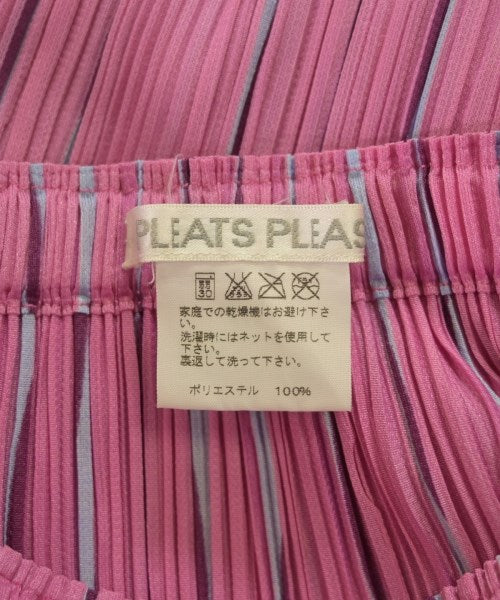 PLEATS PLEAS
30
家庭での乾燥機はお避け下さ
い。
洗濯時にはネットを使用して
下さい。
裏返して洗って下さい。
ポリエステル 100%